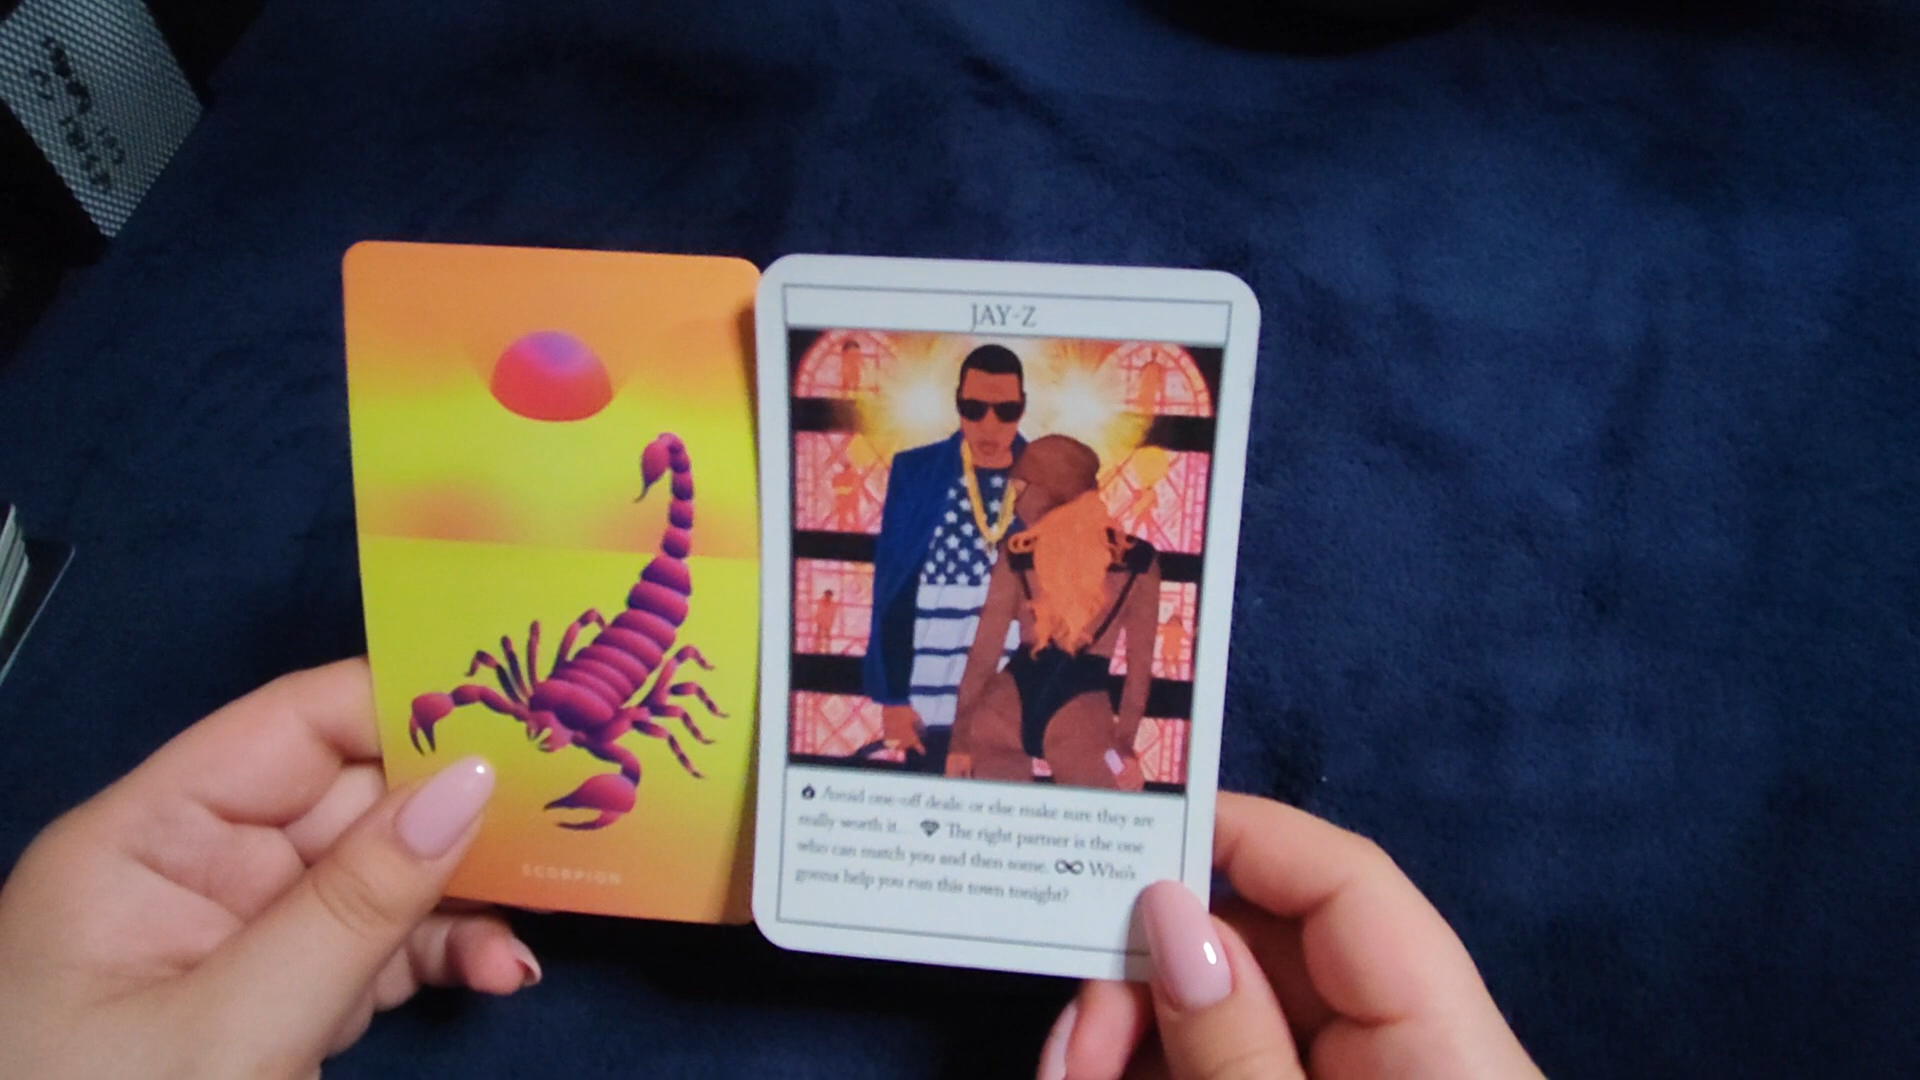 SCORPION
JAY-Z
Avoid one-off deals: or else make sure they are
really worth it... The right partner is the one
who can match you and then some. Who's
gonna help you run this town tonight?